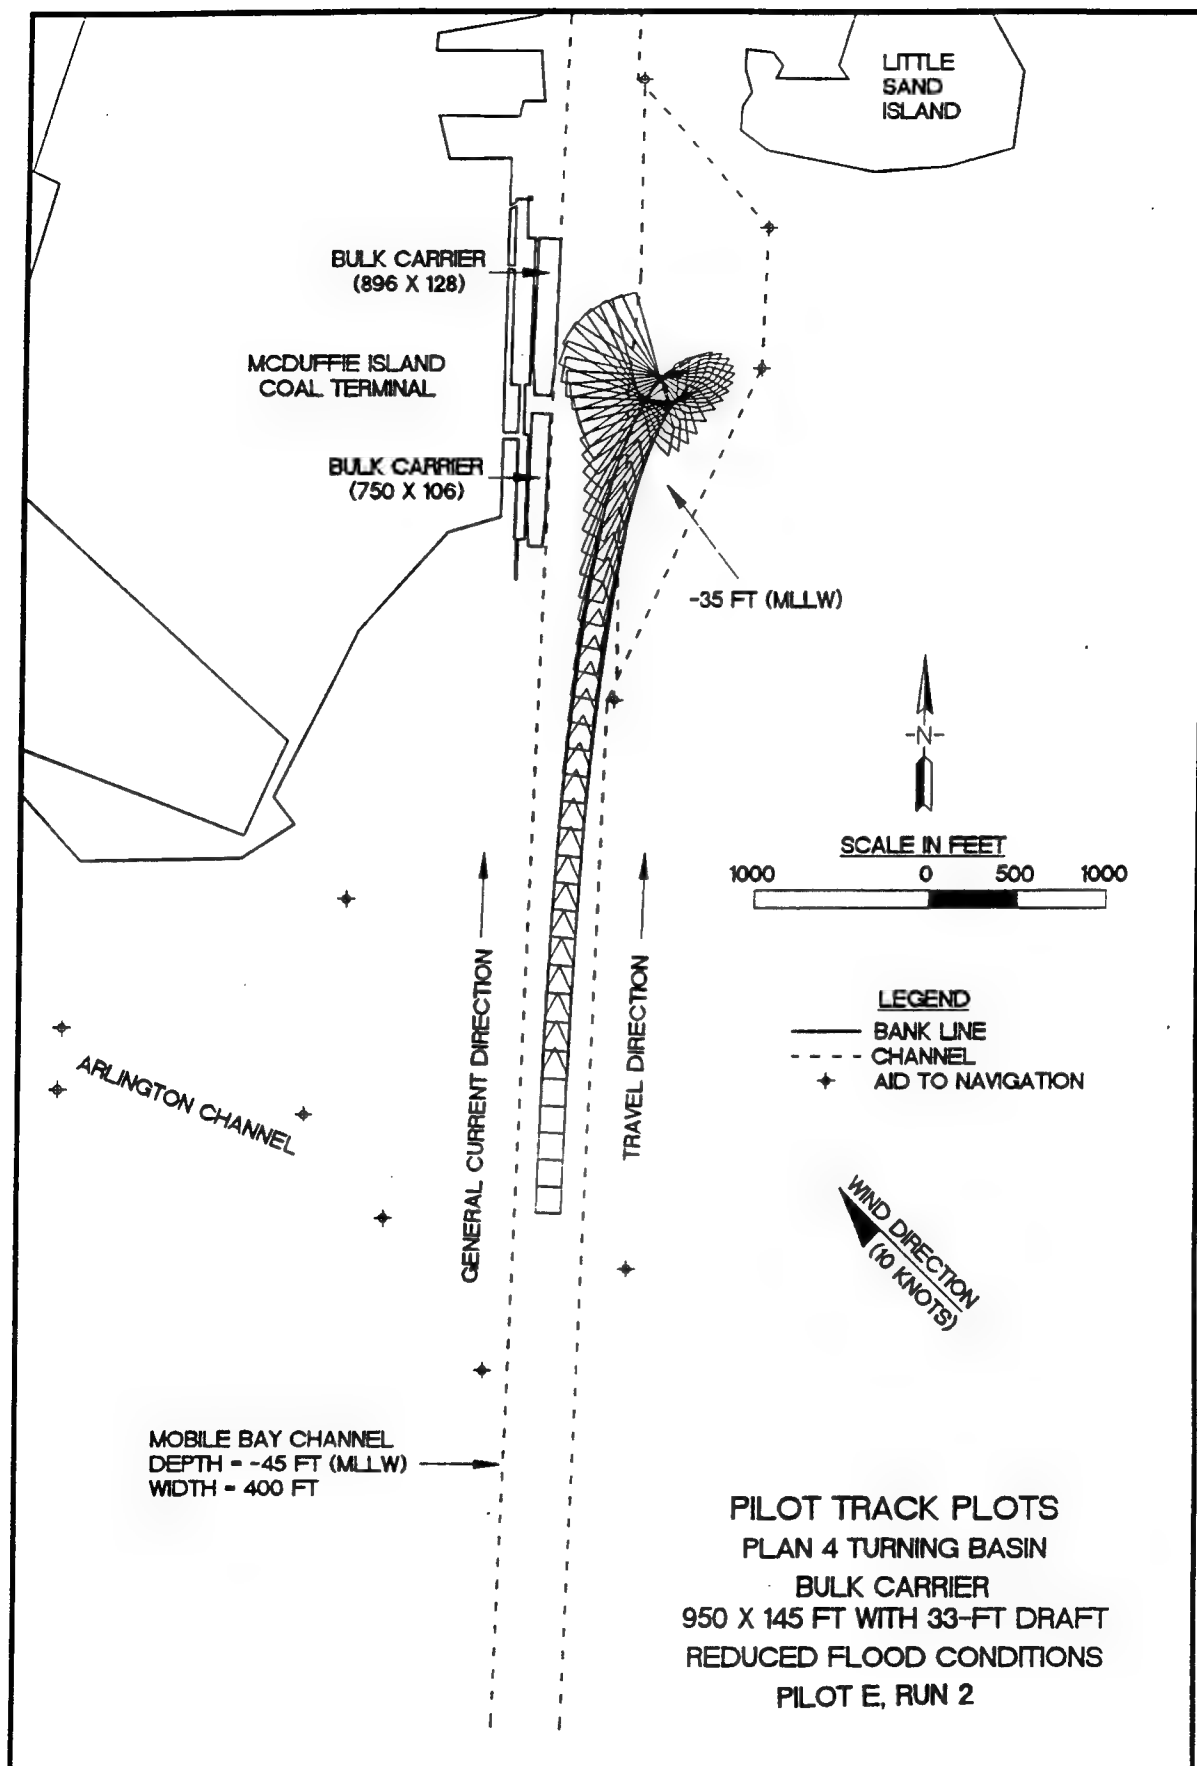 LITTLE
SAND
ISLAND
BULK CARRIER
(896 X 128)
MCDUFFIE ISLAND
COAL TERMINAL
BULK CARRIER
(750 X 106)
-35 FT (MLLW)
-N-
SCALE IN FEET
1000 0 500 1000
LEGEND
BANK LINE
CHANNEL
AID TO NAVIGATION
GENERAL CURRENT DIRECTION
TRAVEL DIRECTION
ARLINGTON CHANNEL
WIND DIRECTION
(10 KNOTS)
MOBILE BAY CHANNEL
DEPTH = -45 FT (MLLW)
WIDTH = 400 FT
PILOT TRACK PLOTS
PLAN 4 TURNING BASIN
BULK CARRIER
950 X 145 FT WITH 33-FT DRAFT
REDUCED FLOOD CONDITIONS
PILOT E, RUN 2